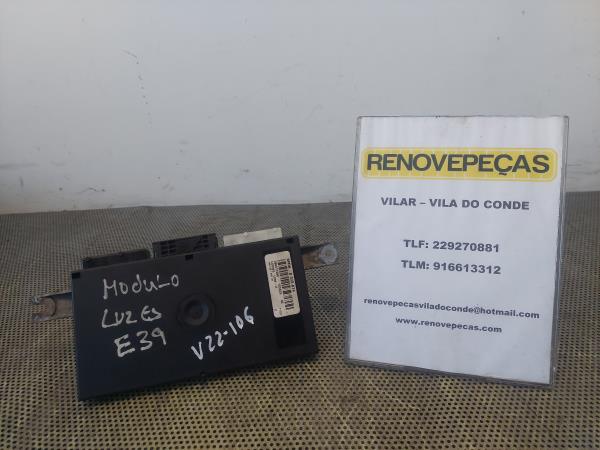 MODULO
LUZES
E39
V22-106
RENOVEPEÇAS
VILAR – VILA DO CONDE
TLF: 229270881
TLM: 916613312
renovepecasviladoconde@hotmail.com
www.renovepecas.com